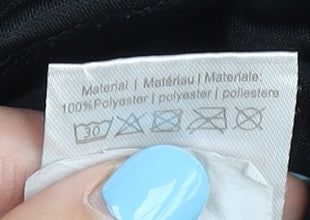 Material | Matériau | Materiale:
100%Polyester | polyester | poliestere
30